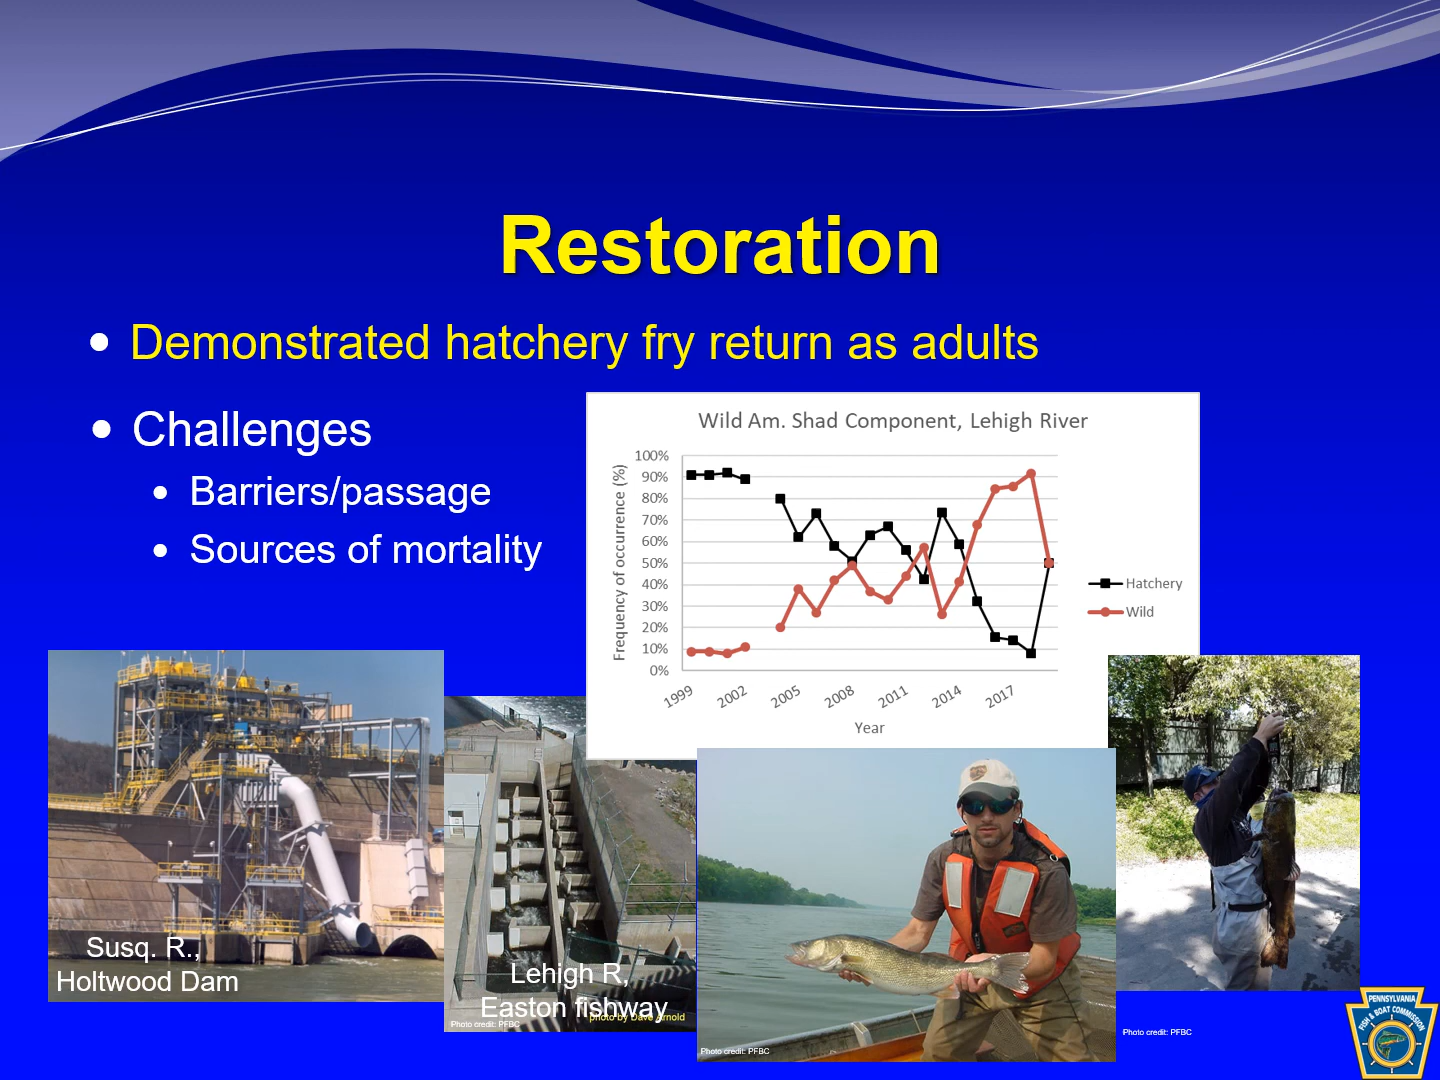 Restoration
Demonstrated hatchery fry return as adults
Challenges
Barriers/passage
Sources of mortality
Wild Am. Shad Component, Lehigh River
Frequency of occurrence (%)
100%
90%
80%
70%
60%
50%
40%
30%
20%
10%
0%
1999
2002
2005
2008
2011
2014
2017
Year
Hatchery
Wild
Susq. R.,
Holtwood Dam
Lehigh R,
Easton fishway
photo by Dave Arnold
Photo credit: PFBC
Photo credit: PFBC
Photo credit: PFBC
PENNSYLVANIA
FISH & BOAT COMMISSION